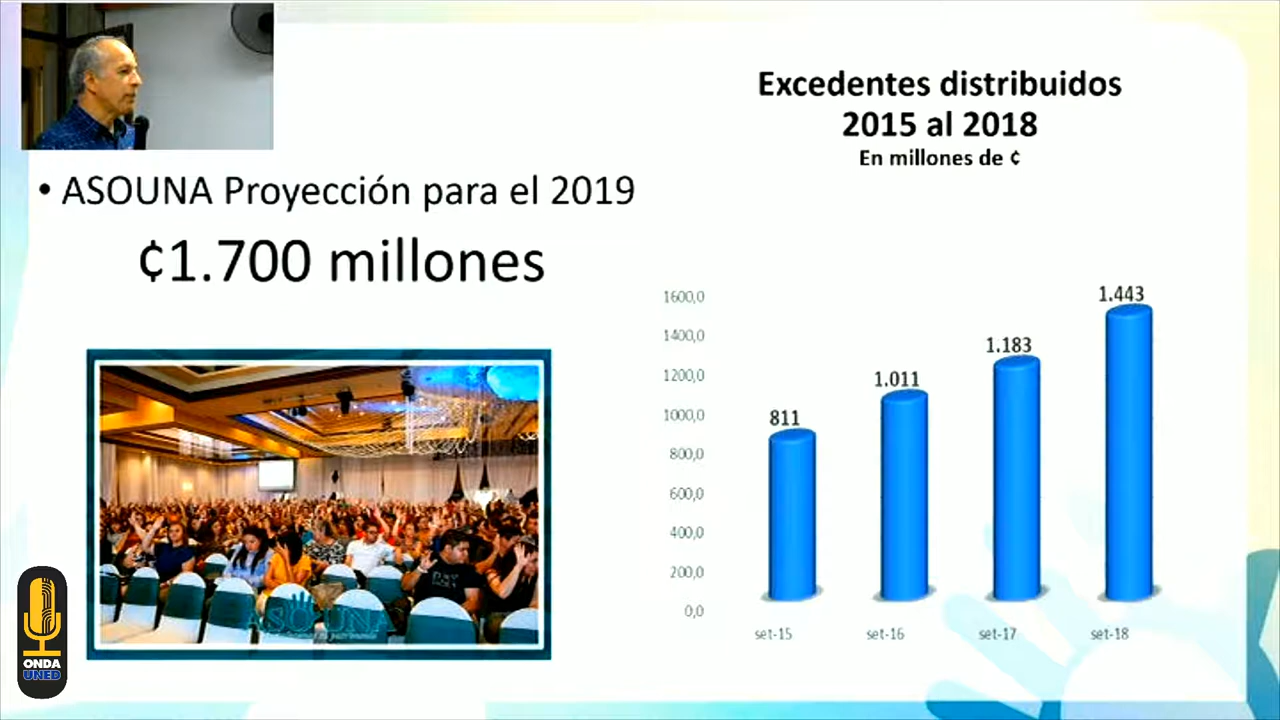 • ASOUNA Proyección para el 2019
¢1.700 millones
ASOUNA
ONDA
UNED
Excedentes distribuidos
2015 al 2018
En millones de ¢
1600,0
1400,0
1200,0
1000,0
800,0
600,0
400,0
200,0
0,0
811
1.011
1.183
1.443
set-15
set-16
set-17
set-18